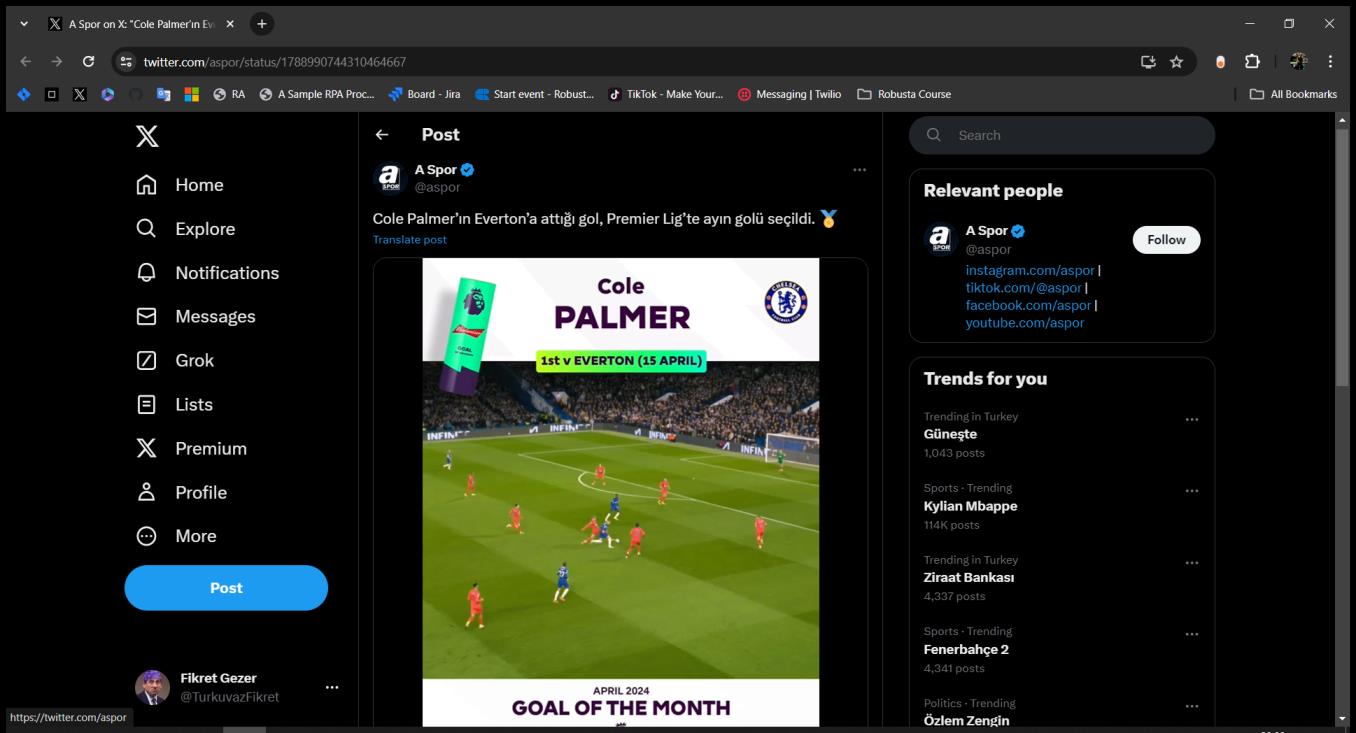 A Spor on X: "Cole Palmer'ın Ev
twitter.com/aspor/status/1788990744310464667
RA
A Sample RPA Proc...
Board - Jira
Start event - Robust...
TikTok - Make Your...
Messaging | Twilio
Robusta Course
All Bookmarks
Home
Explore
Notifications
Messages
Grok
Lists
Premium
Profile
More
Post
Fikret Gezer
@TurkuvazFikret
https://twitter.com/aspor
Post
A Spor
@aspor
Cole Palmer’ın Everton’a attığı gol, Premier Lig’te ayın golü seçildi.
Translate post
Cole
PALMER
CHELSEA
1st v EVERTON (15 APRIL)
GOAL
APRIL 2024
GOAL OF THE MONTH
Search
Relevant people
A Spor
@aspor
Follow
instagram.com/aspor |
tiktok.com/@aspor |
facebook.com/aspor |
youtube.com/aspor
Trends for you
Trending in Turkey
Güneşte
1,043 posts
Sports · Trending
Kylian Mbappe
114K posts
Trending in Turkey
Ziraat Bankası
4,337 posts
Sports · Trending
Fenerbahçe 2
4,341 posts
Politics · Trending
Özlem Zengin